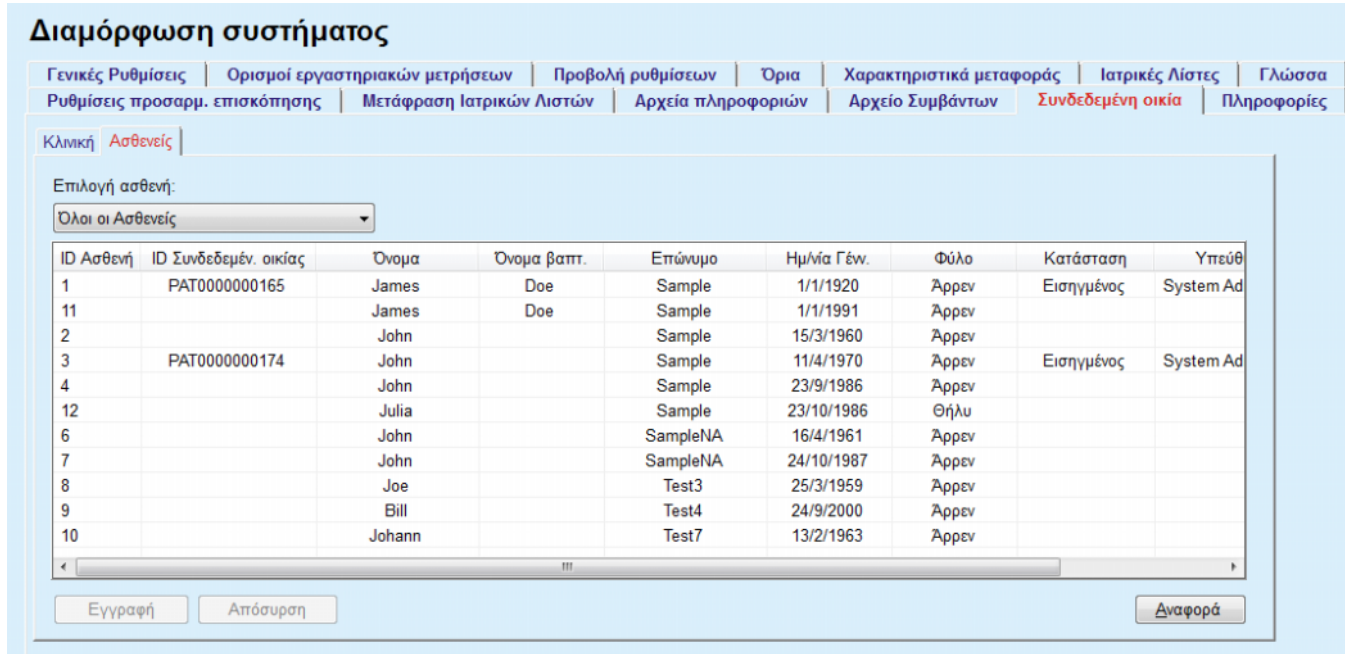 Διαμόρφωση συστήματος
Γενικές Ρυθμίσεις Ορισμοί εργαστηριακών μετρήσεων Προβολή ρυθμίσεων Όρια Χαρακτηριστικά μεταφοράς Ιατρικές Λίστες Γλώσσα
Ρυθμίσεις προσαρμ. επισκόπησης Μετάφραση Ιατρικών Λιστών Αρχεία πληροφοριών Αρχείο Συμβάντων Συνδεδεμένη οικία Πληροφορίες
Κλινική Ασθενείς
Επιλογή ασθενή:
Όλοι οι Ασθενείς
ID Ασθενή ID Συνδεδεμέν. οικίας Όνομα Όνομα βαπτ. Επώνυμο Ημ/νία Γένν. Φύλο Κατάσταση Υπεύθ
1 PAT0000000165 James Doe Sample 1/1/1920 Άρρεν Εισηγμένος System Ad
11 James Doe Sample 1/1/1991 Άρρεν
2 John Sample 15/3/1960 Άρρεν
3 PAT0000000174 John Sample 11/4/1970 Άρρεν Εισηγμένος System Ad
4 John Sample 23/9/1986 Άρρεν
12 Julia Sample 23/10/1986 Θήλυ
6 John SampleNA 16/4/1961 Άρρεν
7 John SampleNA 24/10/1987 Άρρεν
8 Joe Test3 25/3/1959 Άρρεν
9 Bill Test4 24/9/2000 Άρρεν
10 Johann Test7 13/2/1963 Άρρεν
Εγγραφή Απόσυρση Αναφορά